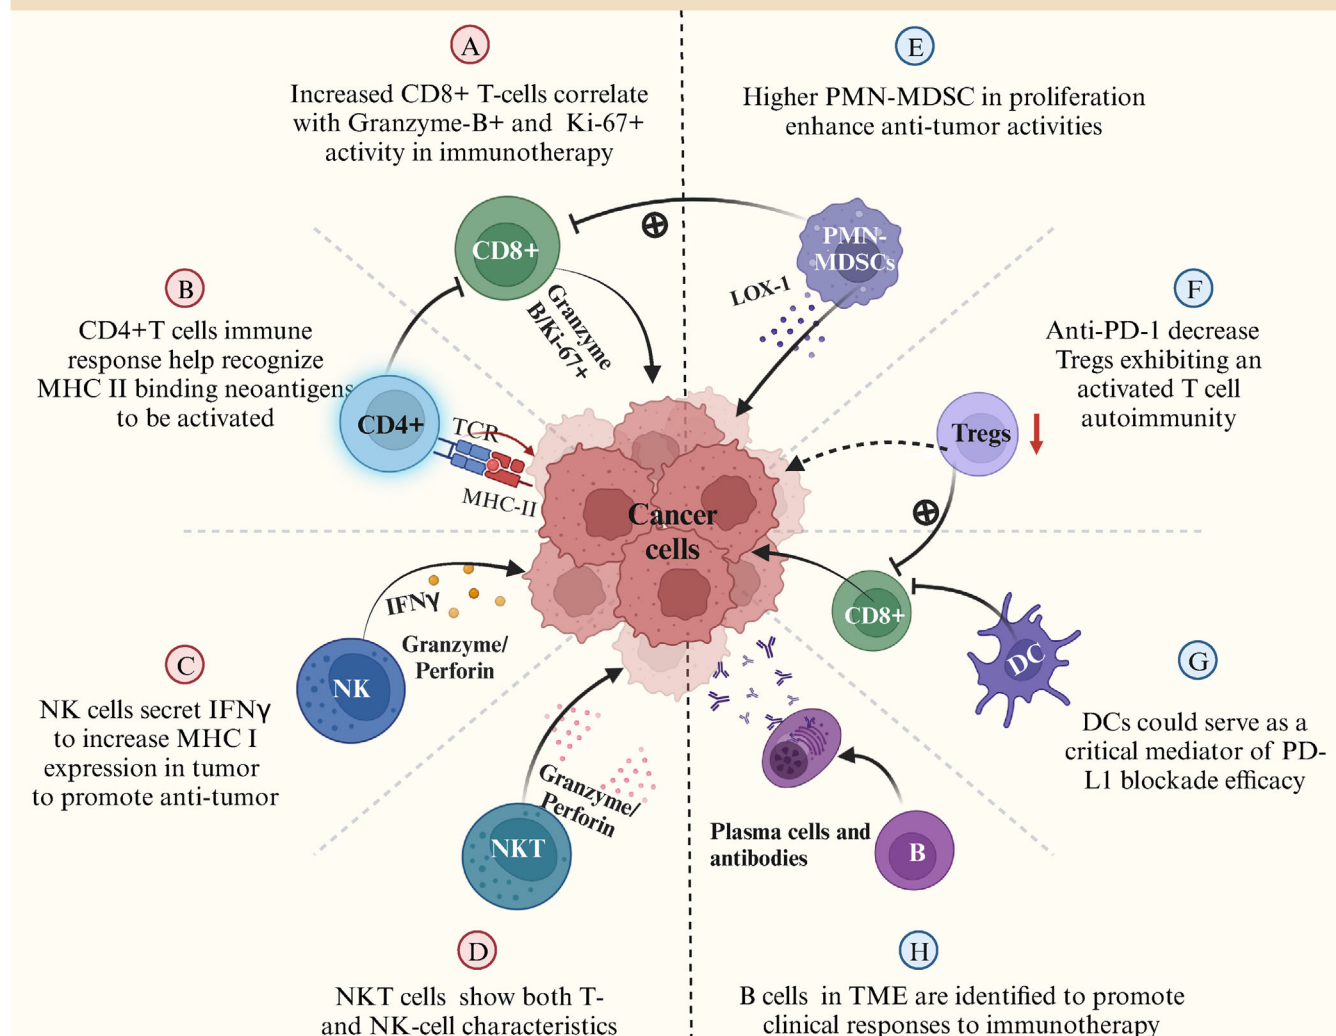 A
Increased CD8+ T-cells correlate
with Granzyme-B+ and Ki-67+
activity in immunotherapy
E
Higher PMN-MDSC in proliferation
enhance anti-tumor activities
CD8+
Granzyme
B/Ki-67+
PMN-
MDSCs
LOX-1
B
CD4+T cells immune
response help recognize
MHC II binding neoantigens
to be activated
CD4+
TCR
MHC-II
F
Anti-PD-1 decrease
Tregs exhibiting an
activated T cell
autoimmunity
Tregs
Cancer
cells
IFNγ
Granzyme/
Perforin
NK
C
NK cells secret IFNγ
to increase MHC I
expression in tumor
to promote anti-tumor
CD8+
DC
G
DCs could serve as a
critical mediator of PD-
L1 blockade efficacy
Granzyme/
Perforin
NKT
Plasma cells and
antibodies
B
D
NKT cells show both T-
and NK-cell characteristics
H
B cells in TME are identified to promote
clinical responses to immunotherapy